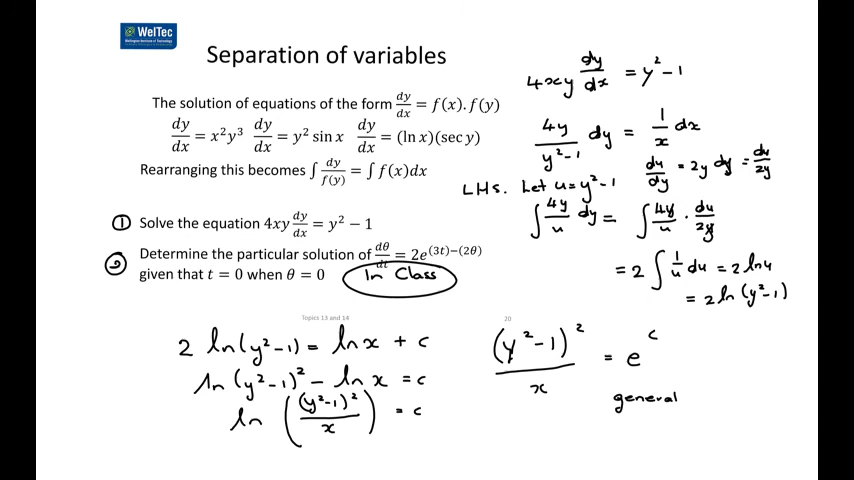 WelTec
Wellington Institute of Technology
Separation of variables
The solution of equations of the form dy/dx = f(x).f(y)
dy/dx = x²y³ dy/dx = y² sin x dy/dx = (ln x)(sec y)
Rearranging this becomes ∫ dy/f(y) = ∫ f(x)dx
① Solve the equation 4xy dy/dx = y² − 1
② Determine the particular solution of dθ/dt = 2e^(3t)−(2θ)
given that t = 0 when θ = 0
In Class
4xy dy/dx = y² − 1
4y/(y²−1) dy = 1/x dx
du/dy = 2y dy = du/2y
LHS. Let u = y² − 1
∫ 4y/u dy = ∫ 4y/u · du/2y
= 2 ∫ 1/u du = 2 ln u
= 2 ln (y²−1)
Topics 13 and 14
20
2 ln(y²−1) = ln x + c
ln (y²−1)² − ln x = c
ln ((y²−1)²/x) = c
(y²−1)²/x = e^c
general